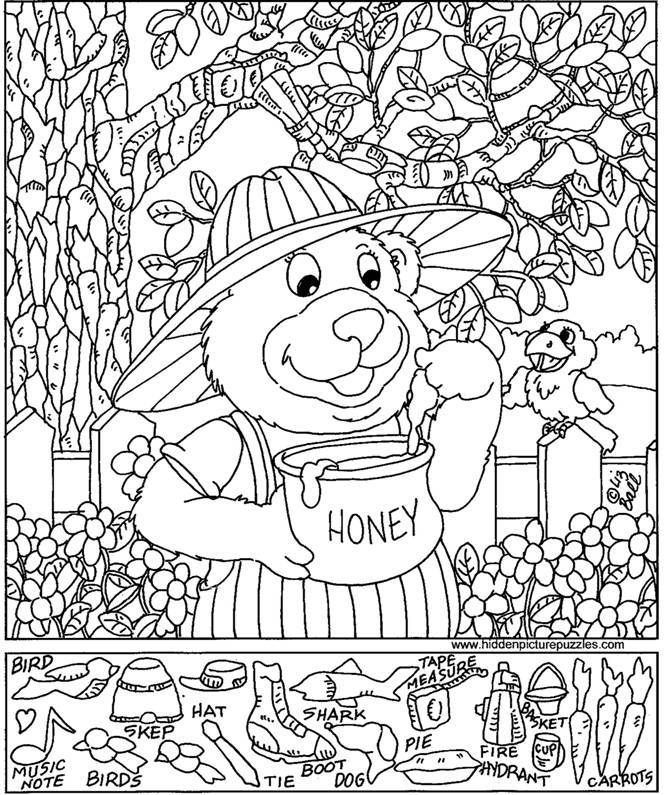 HONEY
© Liz Ball
www.hiddenpicturepuzzles.com
BIRD
SKEP
HAT
SHARK
TAPE
MEASURE
BASKET
MUSIC
NOTE
BIRDS
TIE
BOOT
DOG
PIE
FIRE
HYDRANT
CUP
CARROTS